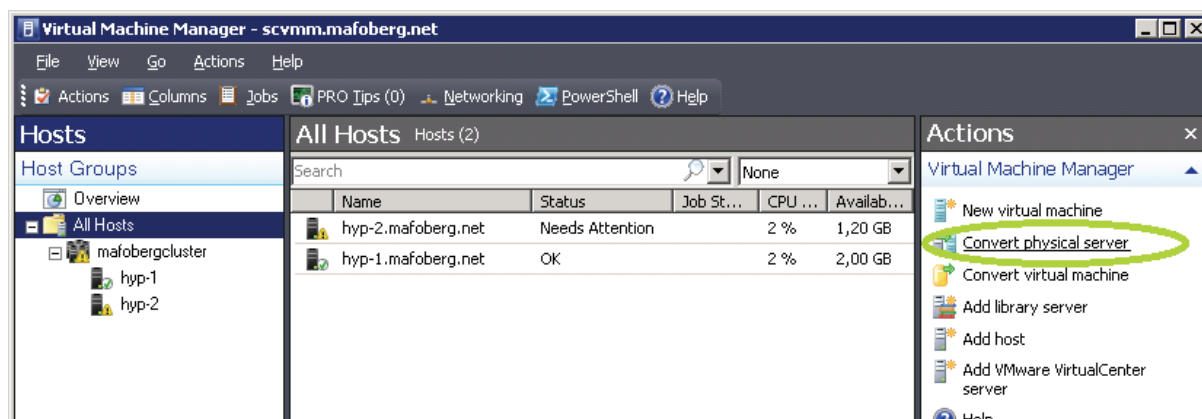 Virtual Machine Manager - scvmm.mafoberg.net
File View Go Actions Help
Actions Columns Jobs PRO Tips (0) Networking PowerShell Help
Hosts
Host Groups
Overview
All Hosts
mafobergcluster
hyp-1
hyp-2
All Hosts Hosts (2)
Search None
Name Status Job St... CPU ... Availab...
hyp-2.mafoberg.net Needs Attention 2 % 1,20 GB
hyp-1.mafoberg.net OK 2 % 2,00 GB
Actions
Virtual Machine Manager
New virtual machine
Convert physical server
Convert virtual machine
Add library server
Add host
Add VMware VirtualCenter
server
Help